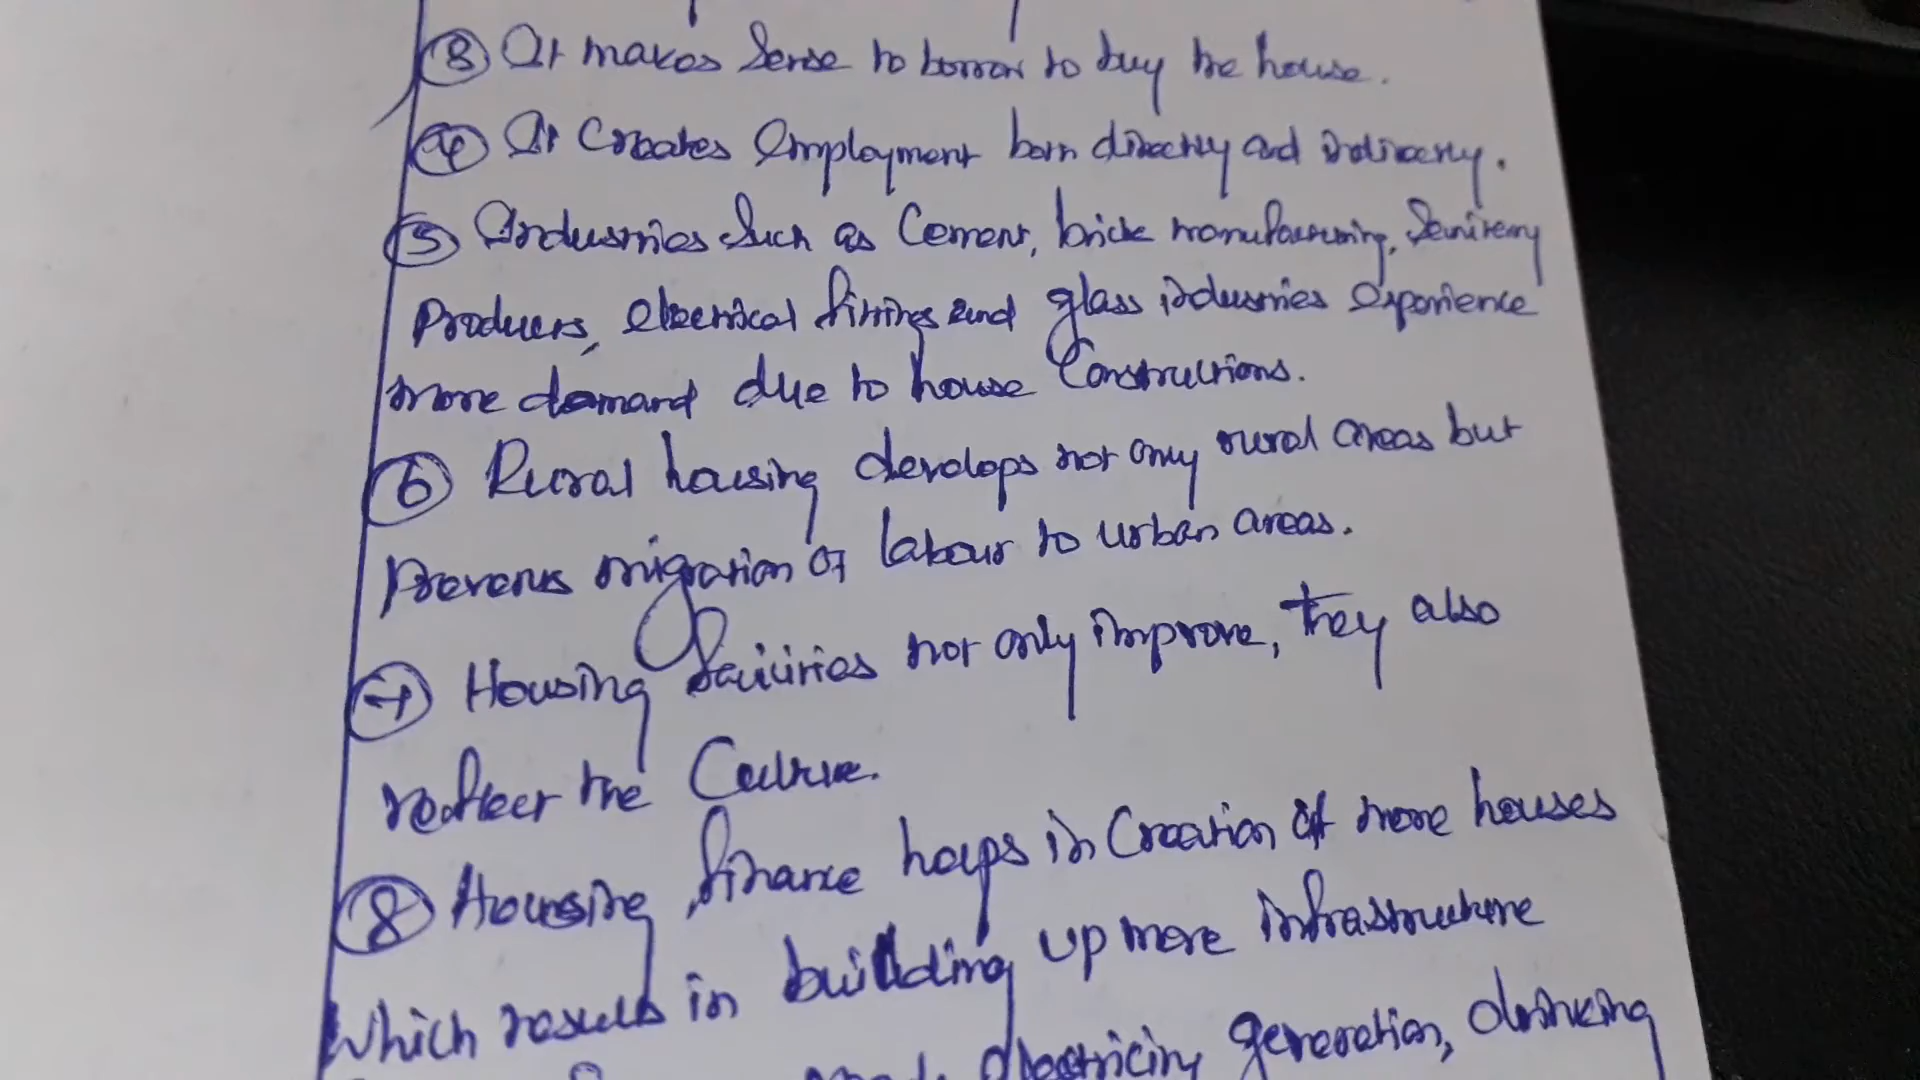 ③ It makes sense to borrow to buy the house.
④ It creates employment both directly and indirectly.
⑤ Industries such as Cement, brick manufacturing, Sanitary
Products, electrical fittings and glass industries experience
more demand due to house Constructions.
⑥ Rural housing develops not only rural areas but
prevents migration of labour to urban areas.
⑦ Housing facilities not only improve, they also
reflect the Culture.
⑧ Housing finance helps in Creation of more houses
Which results in building up more infrastructure
electricity generation, drinking